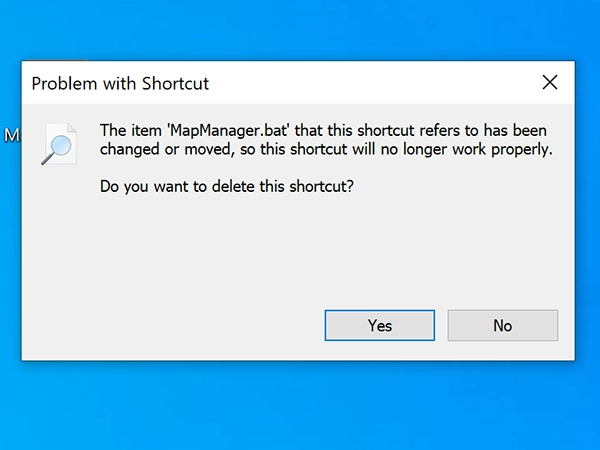 Problem with Shortcut
The item 'MapManager.bat' that this shortcut refers to has been
changed or moved, so this shortcut will no longer work properly.
Do you want to delete this shortcut?
Yes
No